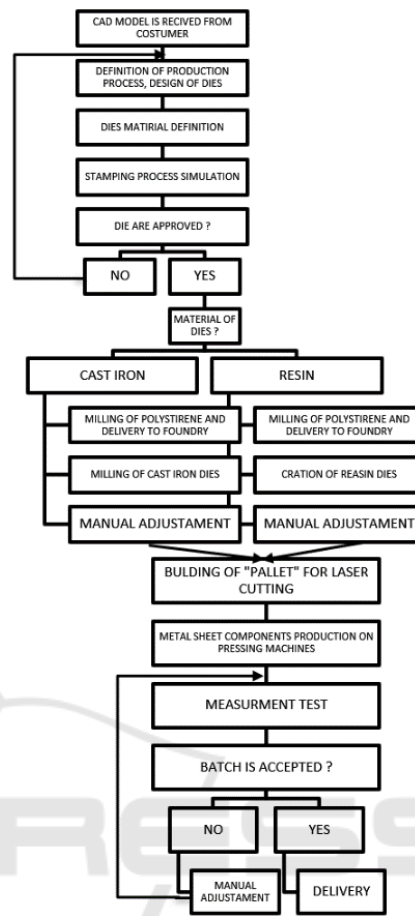 CAD MODEL IS RECIVED FROM
COSTUMER
DEFINITION OF PRODUCTION
PROCESS, DESIGN OF DIES
DIES MATIRIAL DEFINITION
STAMPING PROCESS SIMULATION
DIE ARE APPROVED ?
NO
YES
MATERIAL OF
DIES ?
CAST IRON
RESIN
MILLING OF POLYSTIRENE AND
DELIVERY TO FOUNDRY
MILLING OF POLYSTIRENE AND
DELIVERY TO FOUNDRY
MILLING OF CAST IRON DIES
CRATION OF REASIN DIES
MANUAL ADJUSTAMENT
MANUAL ADJUSTAMENT
BULDING OF "PALLET" FOR LASER
CUTTING
METAL SHEET COMPONENTS PRODUCTION ON
PRESSING MACHINES
MEASURMENT TEST
BATCH IS ACCEPTED ?
NO
YES
MANUAL
ADJUSTAMENT
DELIVERY